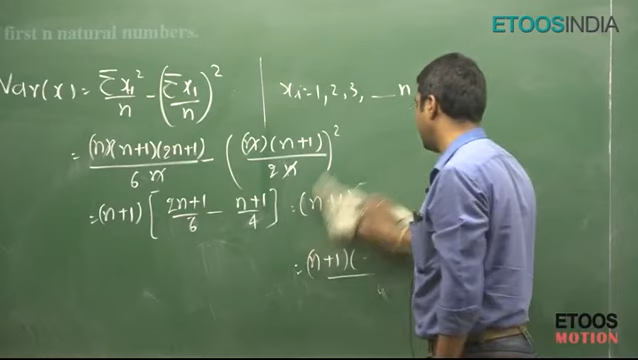 ETOOSINDIA
first n natural numbers.
Var(x) = Σxi²/n - (Σxi/n)²
xi = 1, 2, 3, — n
= (n)(n+1)(2n+1)/6n - ((n)(n+1)/2n)²
= (n+1) [ 2n+1/6 - n+1/4 ] = (n+1)
= (n+1)(
ETOOS
MOTION